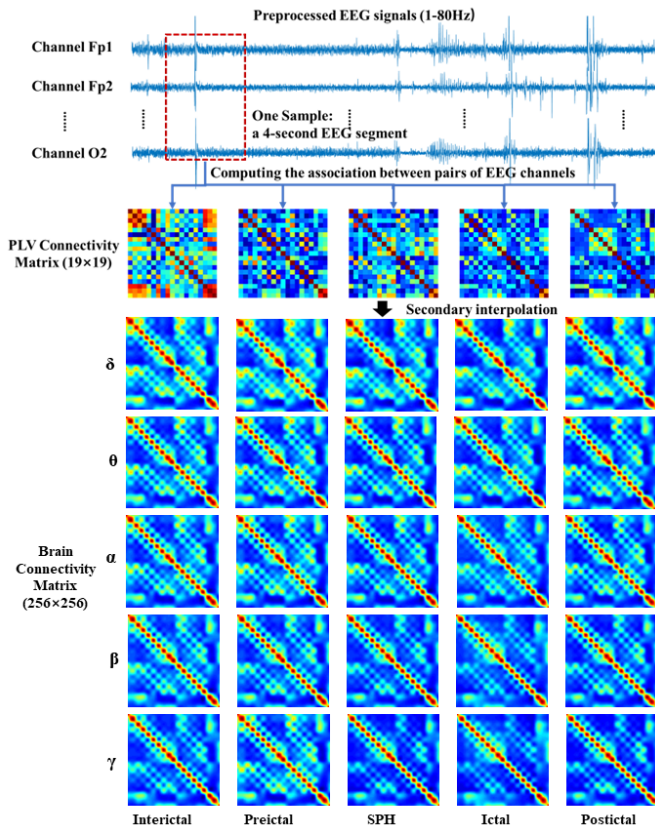 Preprocessed EEG signals (1-80Hz)
Channel Fp1
Channel Fp2
One Sample:
a 4-second EEG segment
Channel O2
Computing the association between pairs of EEG channels
PLV Connectivity
Matrix (19×19)
Secondary interpolation
δ
θ
α
Brain
Connectivity
Matrix
(256×256)
β
γ
Interictal Preictal SPH Ictal Postictal